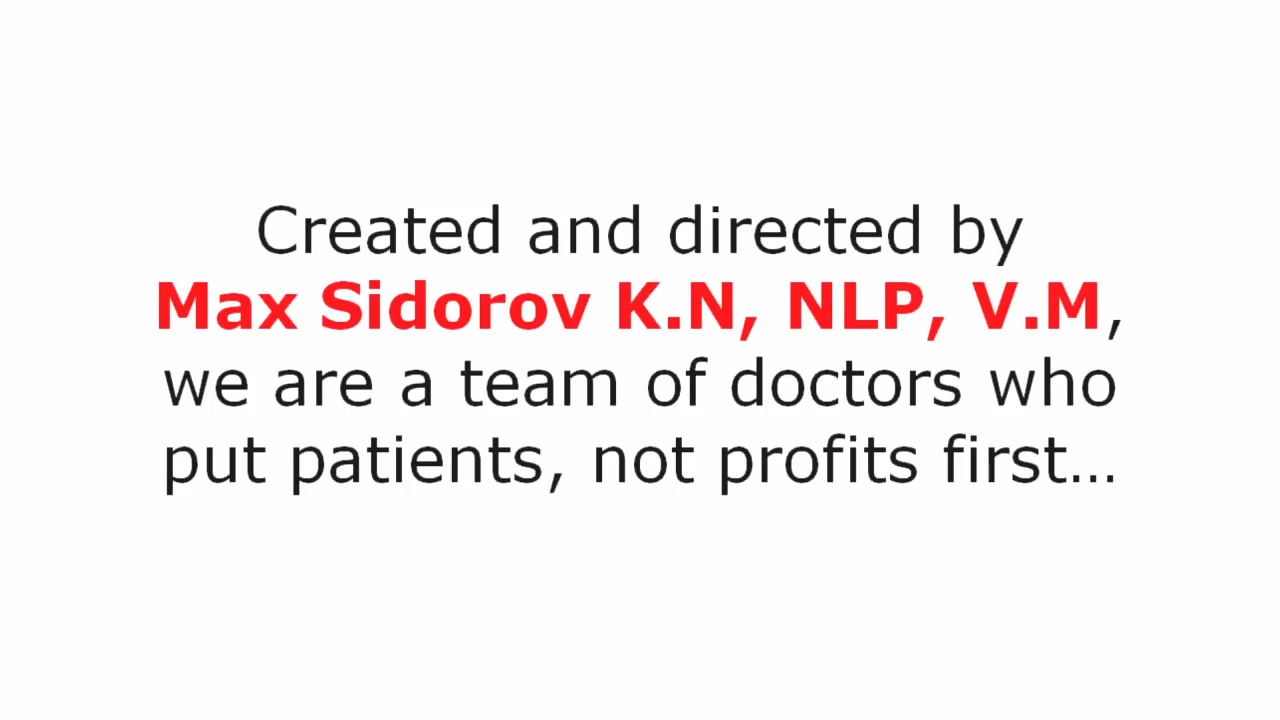 Created and directed by
Max Sidorov K.N, NLP, V.M,
we are a team of doctors who
put patients, not profits first...